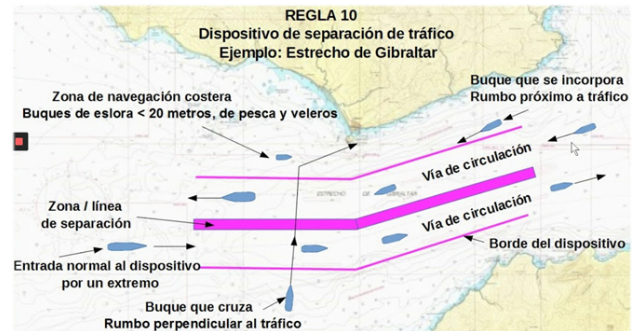 REGLA 10
Dispositivo de separación de tráfico
Ejemplo: Estrecho de Gibraltar
Zona de navegación costera
Buques de eslora < 20 metros, de pesca y veleros
Buque que se incorpora
Rumbo próximo a tráfico
Vía de circulación
ESTRECHO DE GIBRALTAR
Zona / línea
de separación
Vía de circulación
Borde del dispositivo
Entrada normal al dispositivo
por un extremo
Buque que cruza
Rumbo perpendicular al tráfico